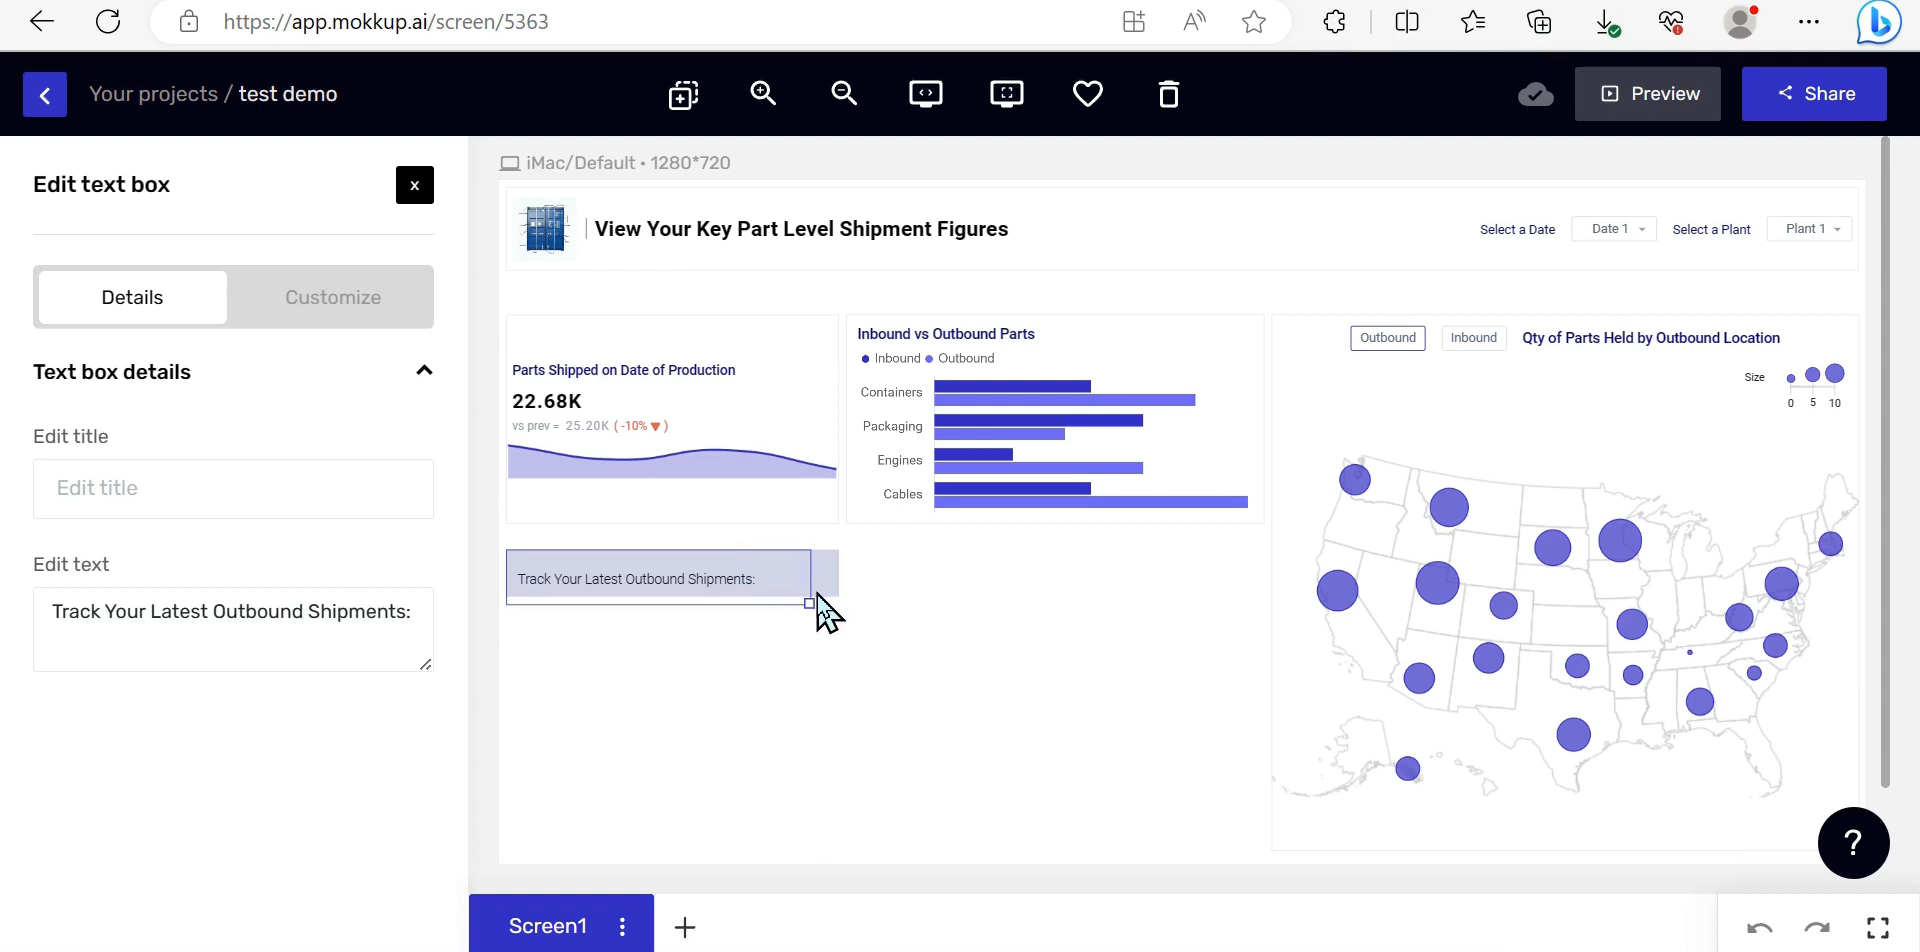 https://app.mokkup.ai/screen/5363
Your projects / test demo
Preview
Share
Edit text box
x
Details
Customize
Text box details
Edit title
Edit title
Edit text
Track Your Latest Outbound Shipments:
iMac/Default • 1280*720
View Your Key Part Level Shipment Figures
Select a Date
Date 1
Select a Plant
Plant 1
Parts Shipped on Date of Production
22.68K
vs prev = 25.20K ( -10% ▼ )
Inbound vs Outbound Parts
Inbound Outbound
Containers
Packaging
Engines
Cables
Outbound
Inbound
Qty of Parts Held by Outbound Location
Size
0 5 10
Track Your Latest Outbound Shipments:
?
Screen1